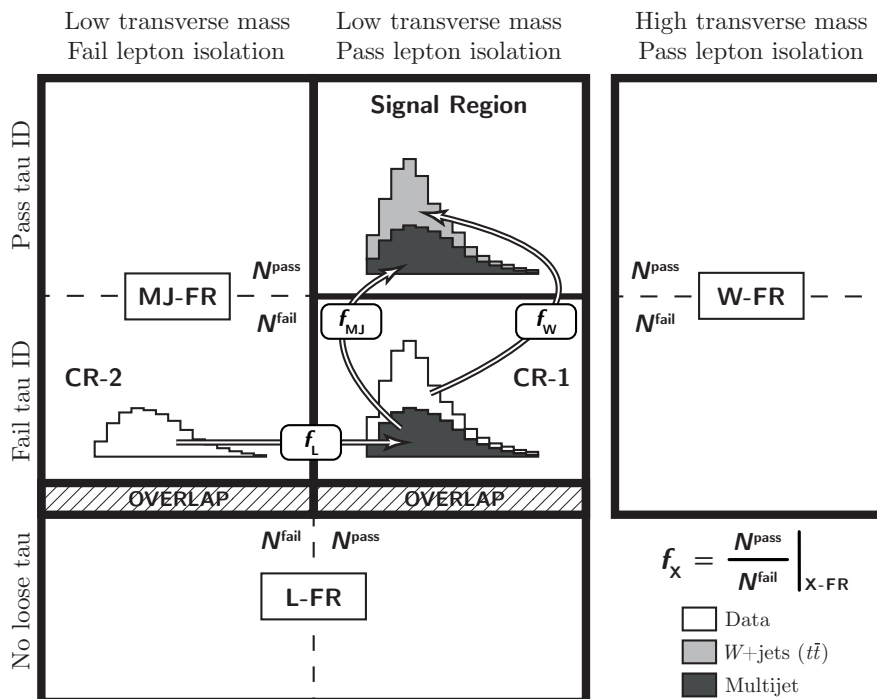 Low transverse mass
Fail lepton isolation
Low transverse mass
Pass lepton isolation
High transverse mass
Pass lepton isolation
Pass tau ID
Signal Region
MJ-FR
N^pass
N^fail
f_MJ
f_W
W-FR
N^pass
N^fail
Fail tau ID
CR-2
f_L
CR-1
OVERLAP
OVERLAP
No loose tau
N^fail
N^pass
L-FR
f_X = N^pass / N^fail |_X-FR
Data
W+jets (tt̄)
Multijet